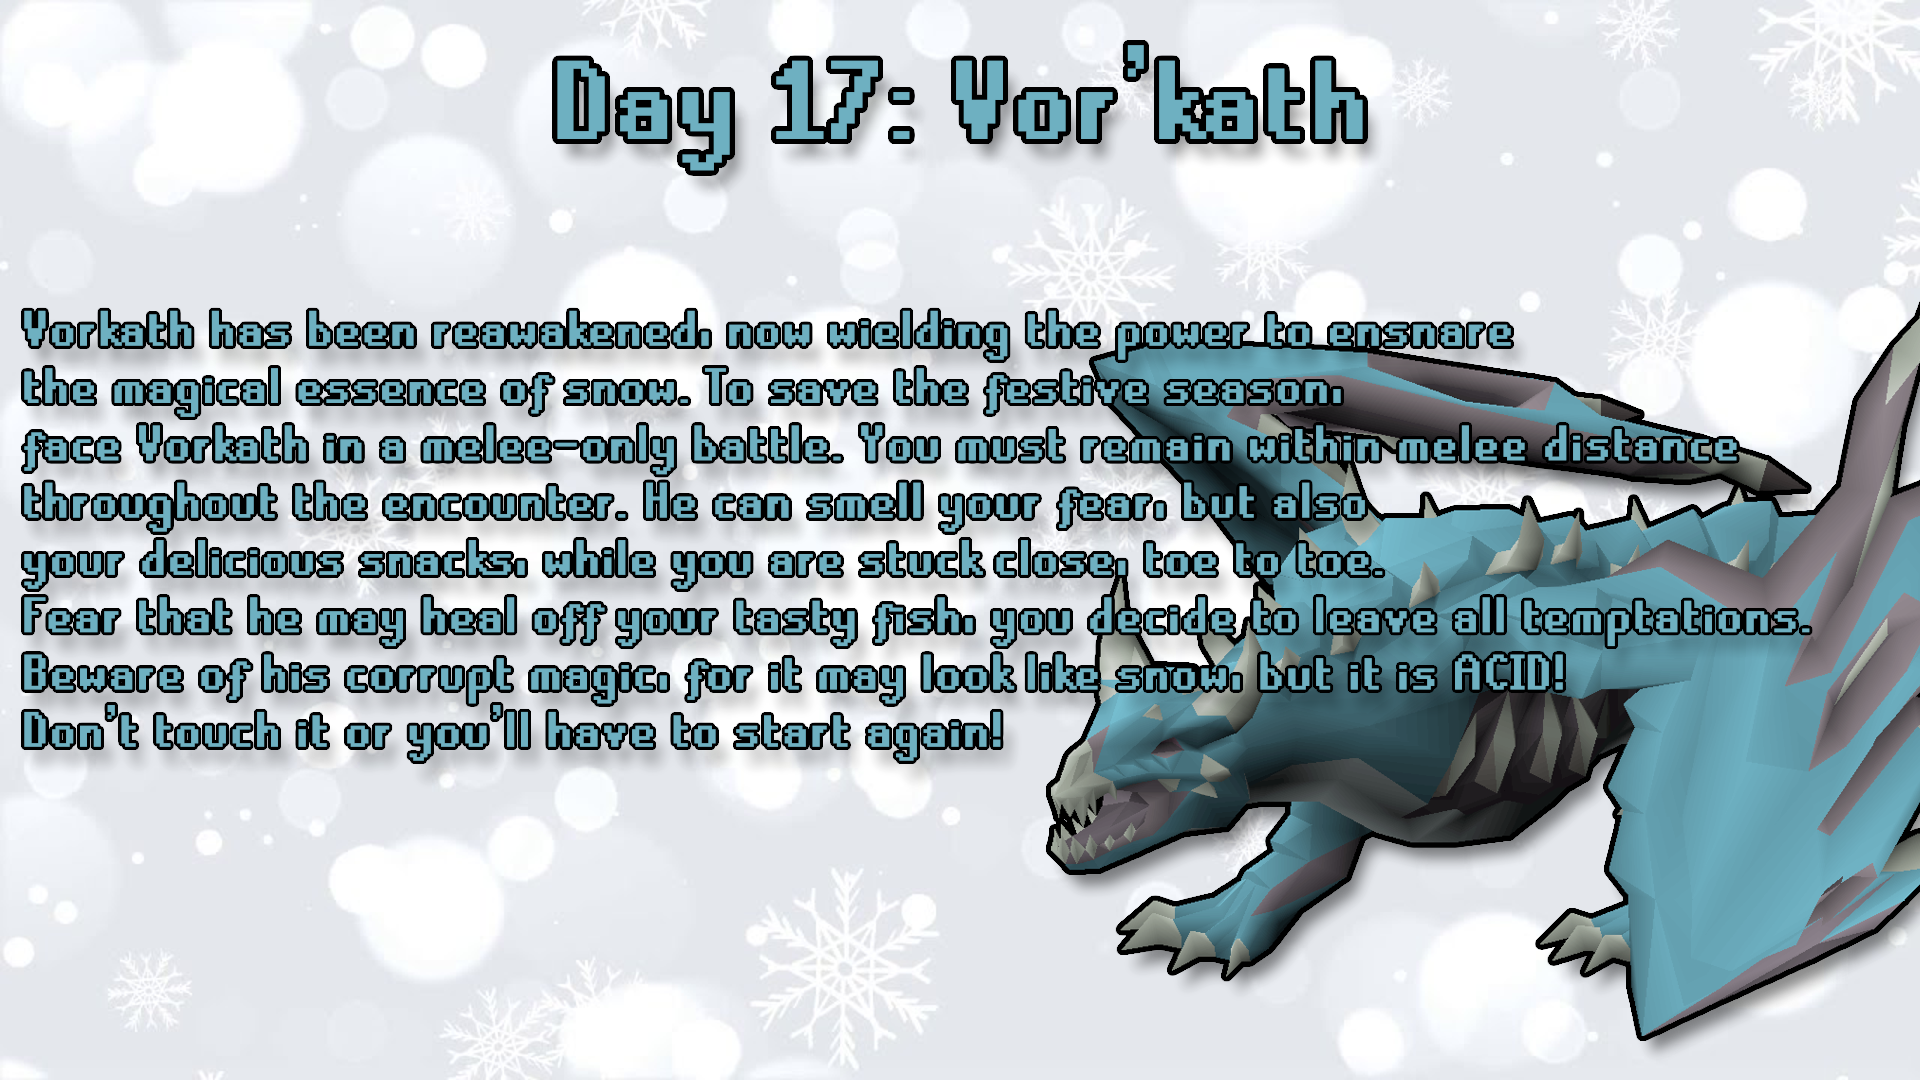 Day 17: Vor'kath
Vorkath has been reawakened, now wielding the power to ensnare
the magical essence of snow. To save the festive season,
face Vorkath in a melee-only battle. You must remain within melee distance
throughout the encounter. He can smell your fear, but also
your delicious snacks, while you are stuck close, toe to toe.
Fear that he may heal off your tasty fish, you decide to leave all temptations.
Beware of his corrupt magic, for it may look like snow, but it is ACID!
Don't touch it or you'll have to start again!